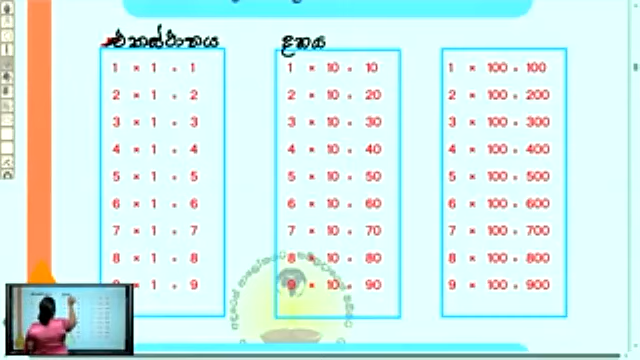 එකස්ථානය
1 × 1 = 1
2 × 1 = 2
3 × 1 = 3
4 × 1 = 4
5 × 1 = 5
6 × 1 = 6
7 × 1 = 7
8 × 1 = 8
9 × 1 = 9
දහය
1 × 10 = 10
2 × 10 = 20
3 × 10 = 30
4 × 10 = 40
5 × 10 = 50
6 × 10 = 60
7 × 10 = 70
8 × 10 = 80
9 × 10 = 90
1 × 100 = 100
2 × 100 = 200
3 × 100 = 300
4 × 100 = 400
5 × 100 = 500
6 × 100 = 600
7 × 100 = 700
8 × 100 = 800
9 × 100 = 900